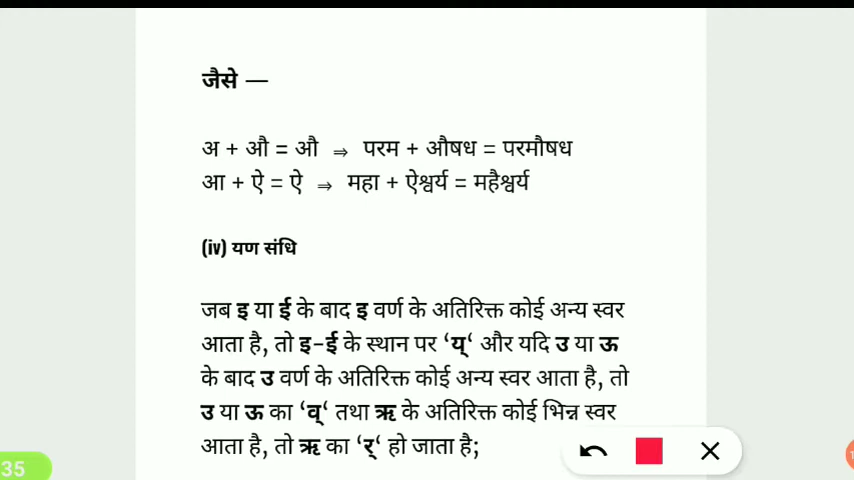 जैसे —
अ + औ = औ ⇒ परम + औषध = परमौषध
आ + ऐ = ऐ ⇒ महा + ऐश्वर्य = महैश्वर्य
(iv) यण संधि
जब इ या ई के बाद इ वर्ण के अतिरिक्त कोई अन्य स्वर
आता है, तो इ-ई के स्थान पर ‘य्‘ और यदि उ या ऊ
के बाद उ वर्ण के अतिरिक्त कोई अन्य स्वर आता है, तो
उ या ऊ का ‘व्‘ तथा ऋ के अतिरिक्त कोई भिन्न स्वर
आता है, तो ऋ का ‘र्‘ हो जाता है;
35